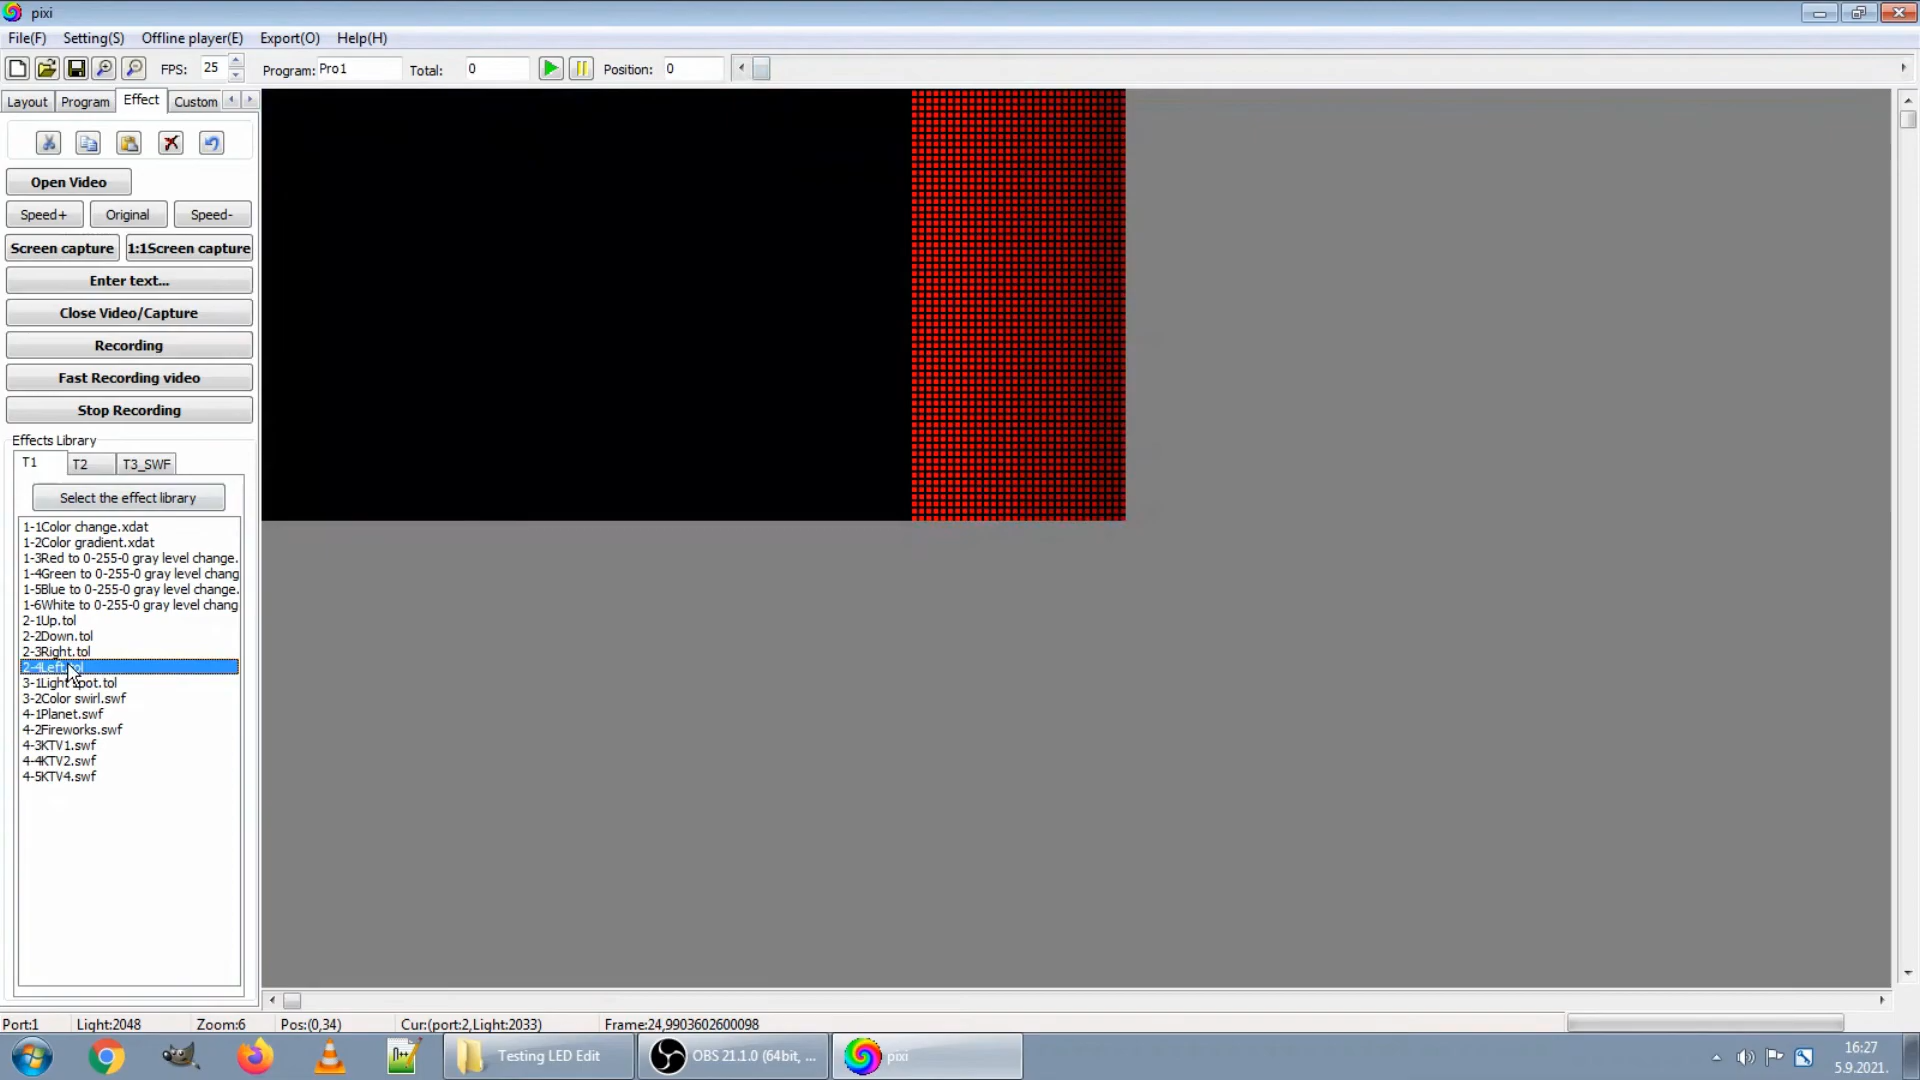 pixi
File(F) Setting(S) Offline player(E) Export(O) Help(H)
FPS: 25 Program: Pro1 Total: 0 Position: 0
Layout Program Effect Custom
Open Video
Speed+ Original Speed-
Screen capture 1:1Screen capture
Enter text...
Close Video/Capture
Recording
Fast Recording video
Stop Recording
Effects Library
T1 T2 T3_SWF
Select the effect library
1-1Color change.xdat
1-2Color gradient.xdat
1-3Red to 0-255-0 gray level change.
1-4Green to 0-255-0 gray level chang
1-5Blue to 0-255-0 gray level change.
1-6White to 0-255-0 gray level chang
2-1Up.tol
2-2Down.tol
2-3Right.tol
2-4Left.tol
3-1Light spot.tol
3-2Color swirl.swf
4-1Planet.swf
4-2Fireworks.swf
4-3KTV1.swf
4-4KTV2.swf
4-5KTV4.swf
Port:1 Light:2048 Zoom:6 Pos:(0,34) Cur:(port:2,Light:2033) Frame:24,9903602600098
Testing LED Edit OBS 21.1.0 (64bit, ... pixi
16:27
5.9.2021.